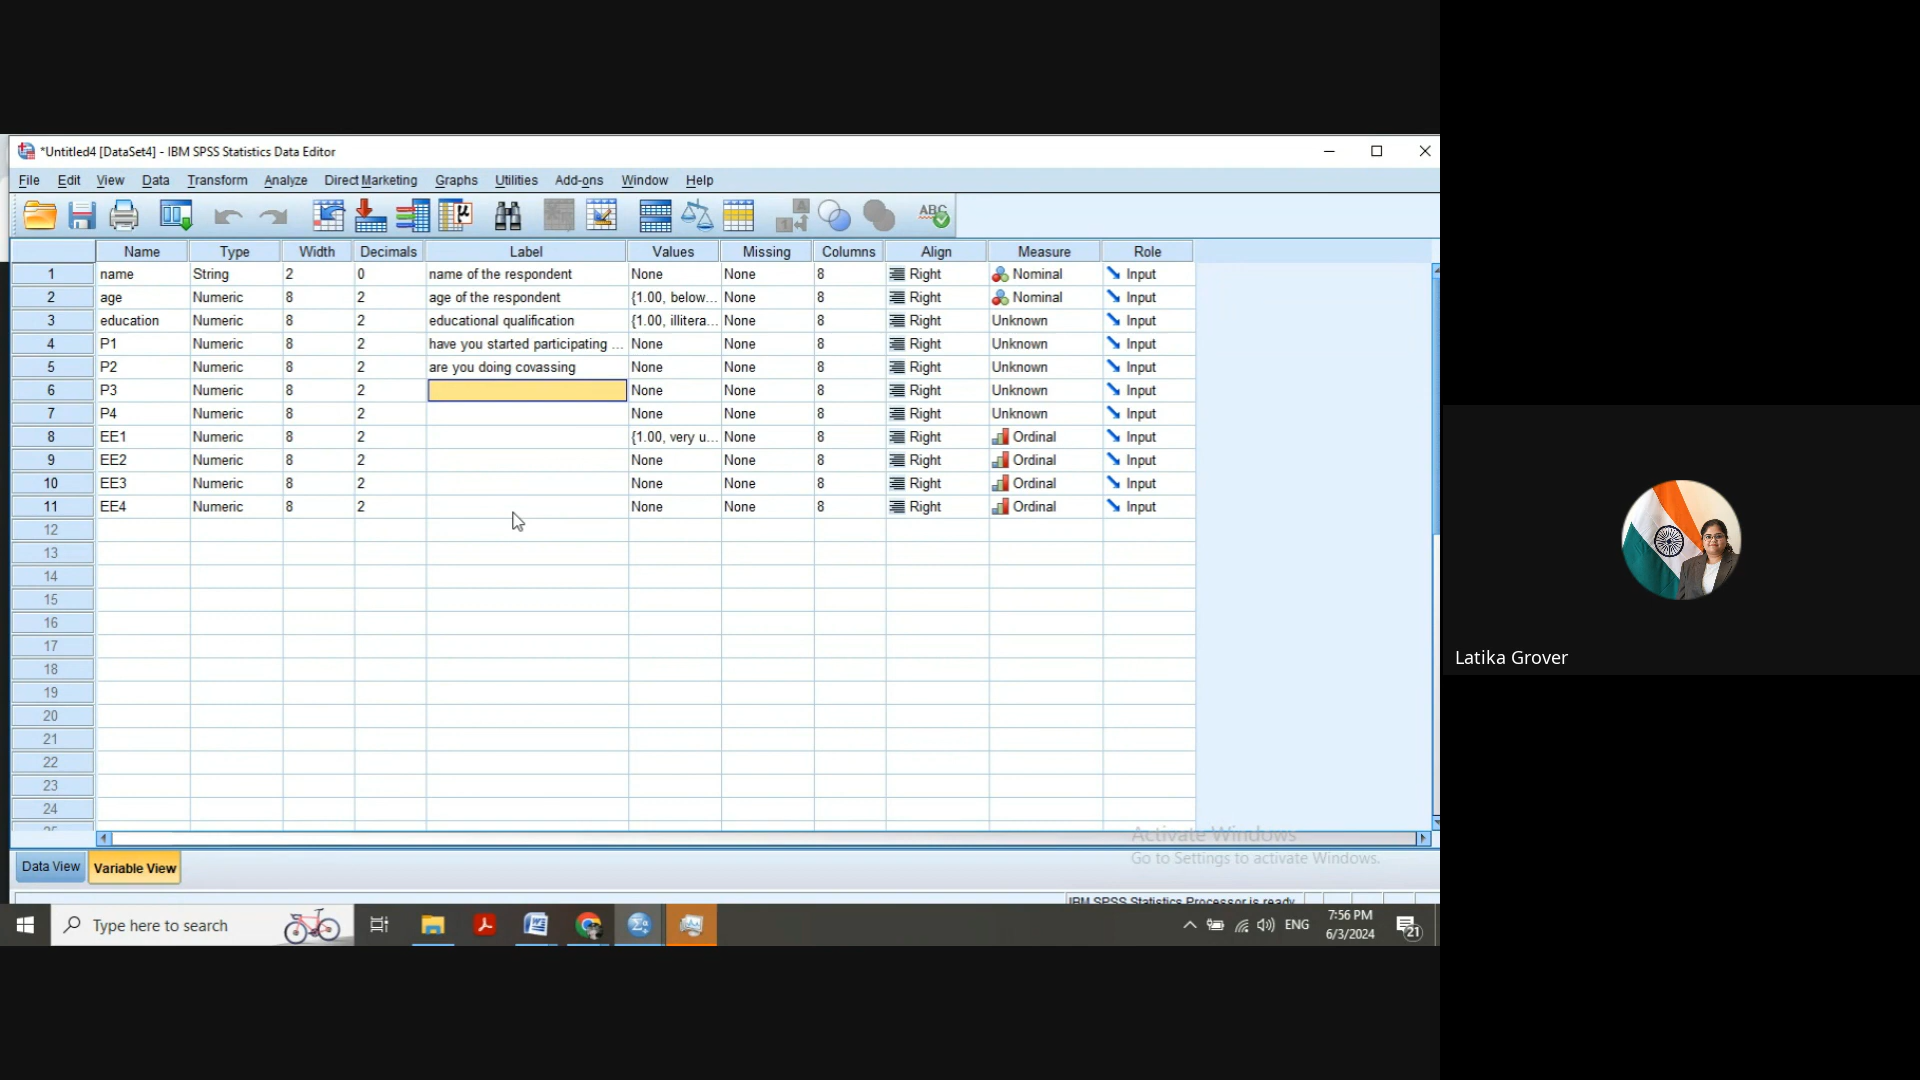 *Untitled4 [DataSet4] - IBM SPSS Statistics Data Editor
File Edit View Data Transform Analyze Direct Marketing Graphs Utilities Add-ons Window Help
Name Type Width Decimals Label Values Missing Columns Align Measure Role
1 name String 2 0 name of the respondent None None 8 Right Nominal Input
2 age Numeric 8 2 age of the respondent {1.00, below... None 8 Right Nominal Input
3 education Numeric 8 2 educational qualification {1.00, illitera... None 8 Right Unknown Input
4 P1 Numeric 8 2 have you started participating ... None None 8 Right Unknown Input
5 P2 Numeric 8 2 are you doing covassing None None 8 Right Unknown Input
6 P3 Numeric 8 2 None None 8 Right Unknown Input
7 P4 Numeric 8 2 None None 8 Right Unknown Input
8 EE1 Numeric 8 2 {1.00, very u... None 8 Right Ordinal Input
9 EE2 Numeric 8 2 None None 8 Right Ordinal Input
10 EE3 Numeric 8 2 None None 8 Right Ordinal Input
11 EE4 Numeric 8 2 None None 8 Right Ordinal Input
12
13
14
15
16
17
18
19
20
21
22
23
24
25
Activate Windows
Go to Settings to activate Windows.
Data View Variable View
IBM SPSS Statistics Processor is ready
Type here to search
ENG
7:56 PM
6/3/2024
21
Latika Grover